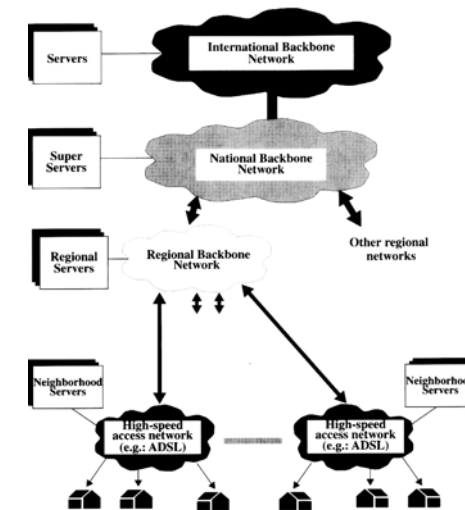 Servers
International Backbone
Network
Super
Servers
National Backbone
Network
Regional
Servers
Regional Backbone
Network
Other regional
networks
Neighborhood
Servers
High-speed
access network
(e.g.: ADSL)
High-speed
access network
(e.g.: ADSL)
Neighborhood
Servers